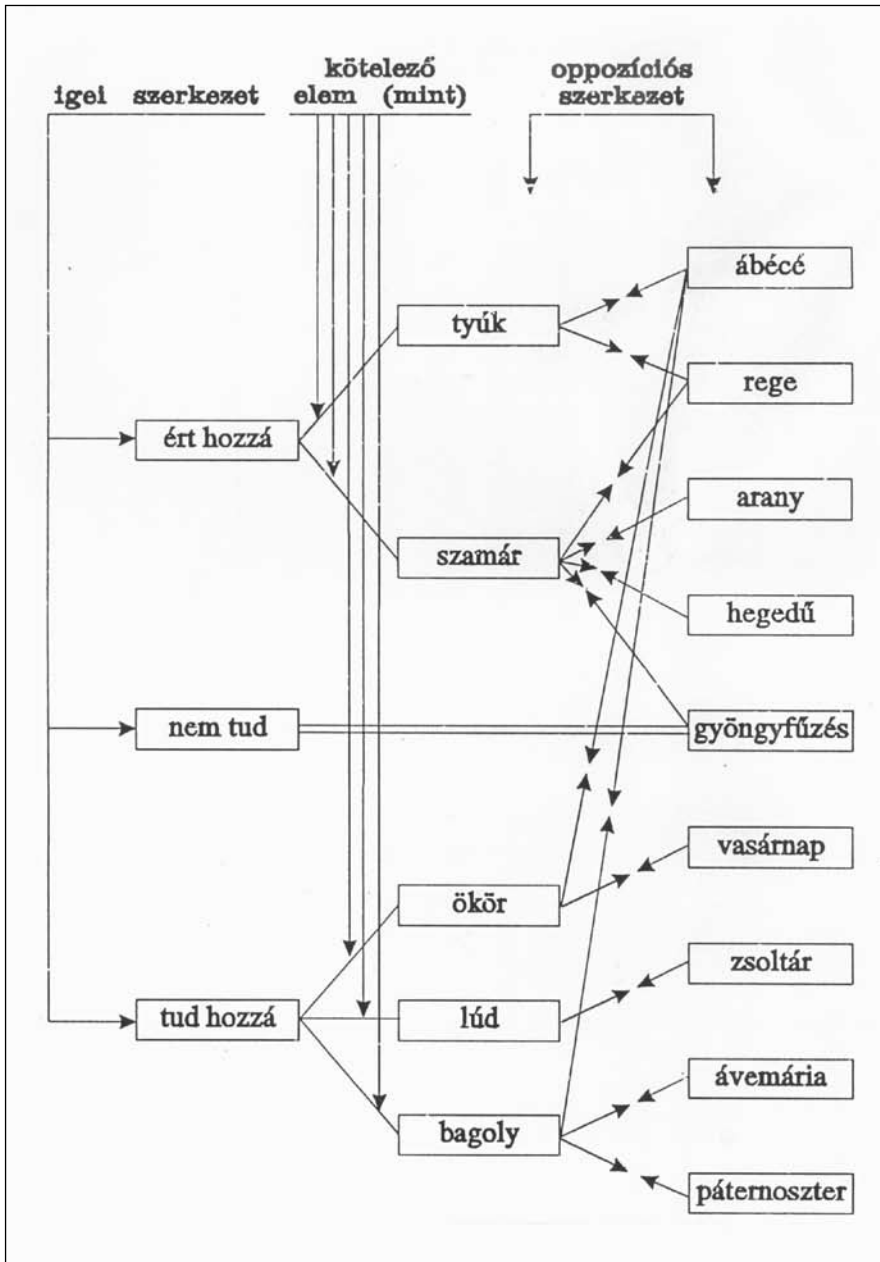 kötelező
oppozíciós
igei szerkezet elem (mint) szerkezet
ábécé
tyúk
rege
ért hozzá
arany
szamár
hegedű
nem tud
gyöngyfűzés
vasárnap
ökör
zsoltár
tud hozzá
lúd
ávemária
bagoly
páternoszter